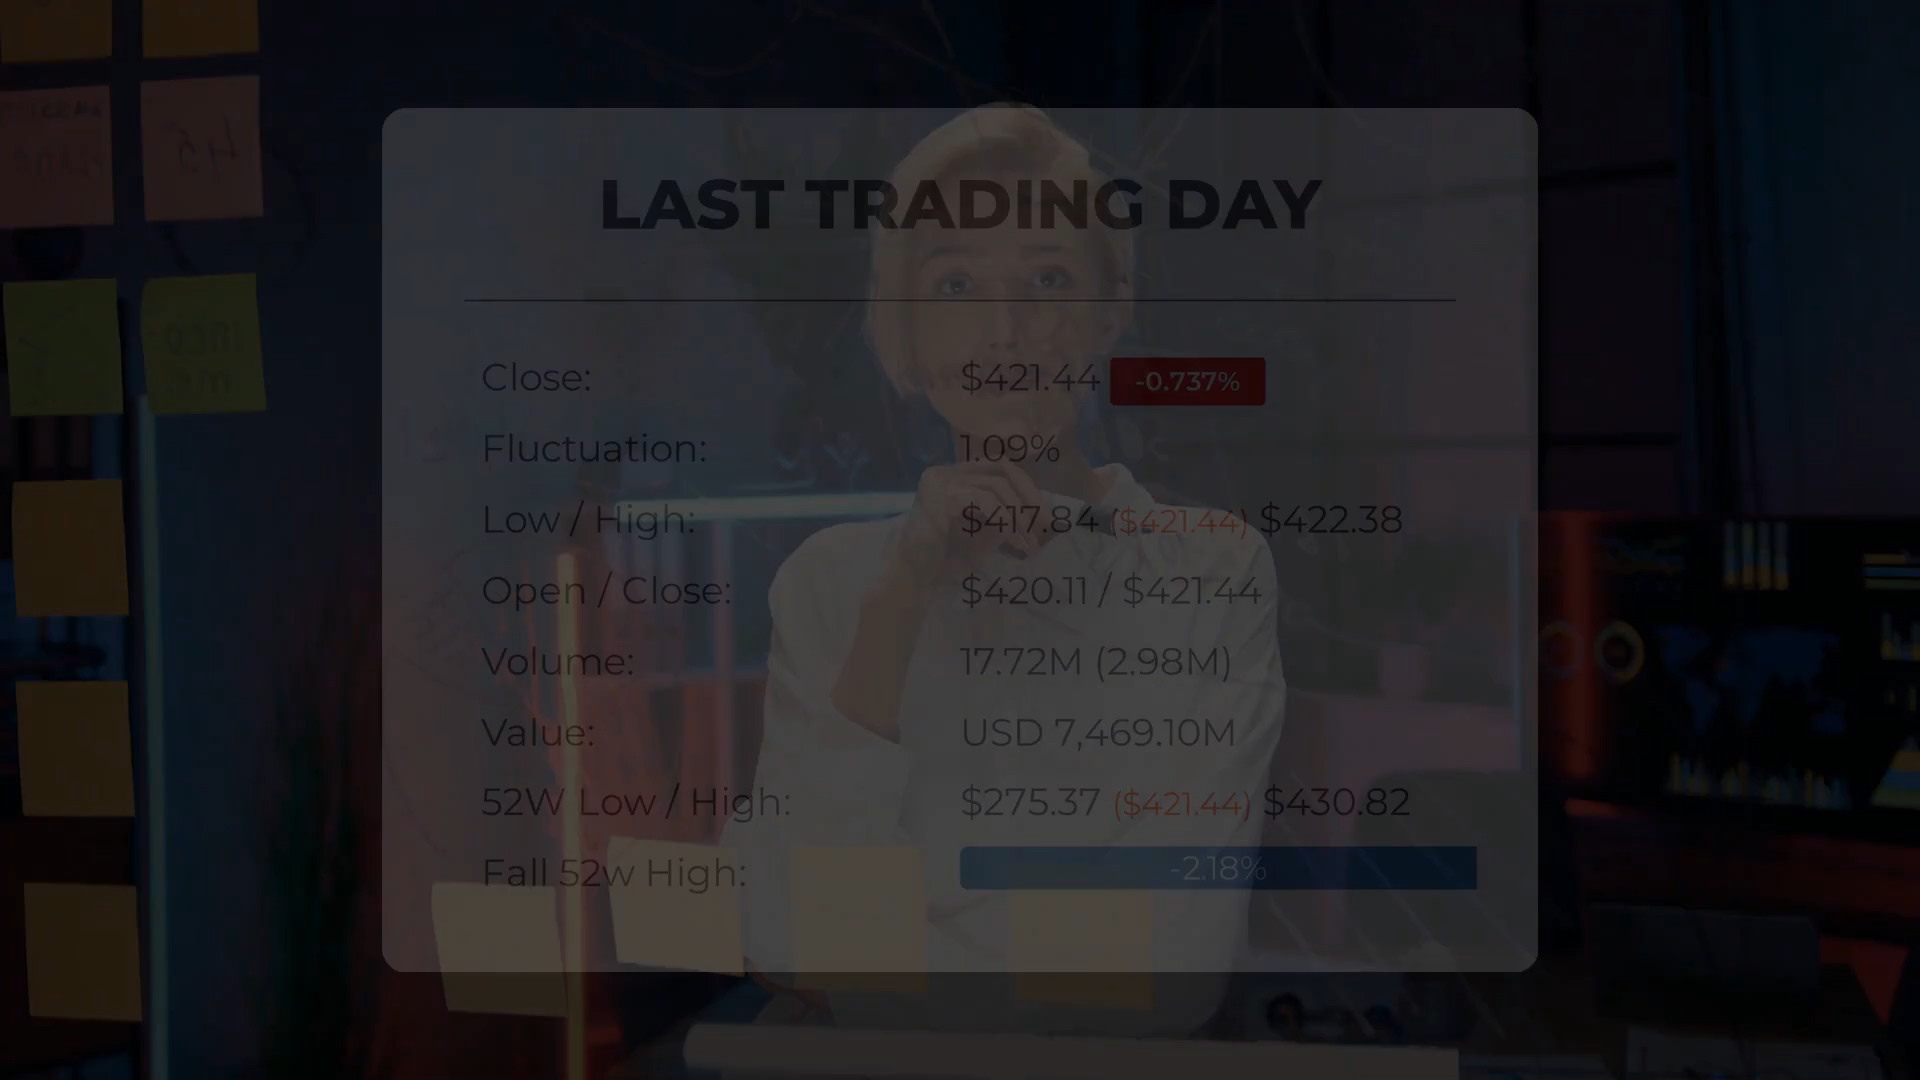 LAST TRADING DAY
Close: $421.44 -0.737%
Fluctuation: 1.09%
Low / High: $417.84 ($421.44) $422.38
Open / Close: $420.11 / $421.44
Volume: 17.72M (2.98M)
Value: USD 7,469.10M
52W Low / High: $275.37 ($421.44) $430.82
Fall 52w High: -2.18%